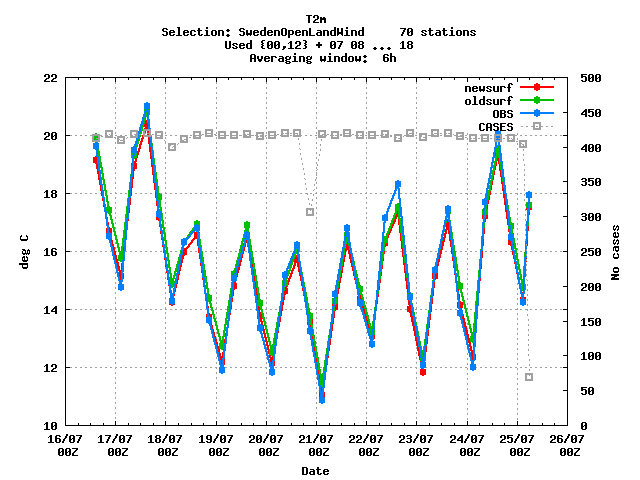 T2m
Selection: SwedenOpenLandWind 70 stations
Used {00,12} + 07 08 ... 18
Averaging window: 6h
22 500
newsurf
oldsurf
OBS
CASES
450
20 400
350
18 300
16 250
deg C
No cases
200
14 150
12 100
50
10 0
16/07 17/07 18/07 19/07 20/07 21/07 22/07 23/07 24/07 25/07 26/07
00Z 00Z 00Z 00Z 00Z 00Z 00Z 00Z 00Z 00Z 00Z
Date